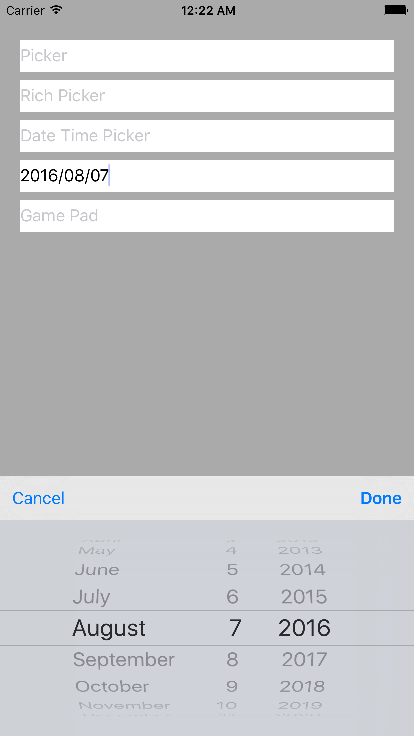 Carrier 12:22 AM
Picker
Rich Picker
Date Time Picker
2016/08/07
Game Pad
Cancel Done
May 4 2013
June 5 2014
July 6 2015
August 7 2016
September 8 2017
October 9 2018
November 10 2019